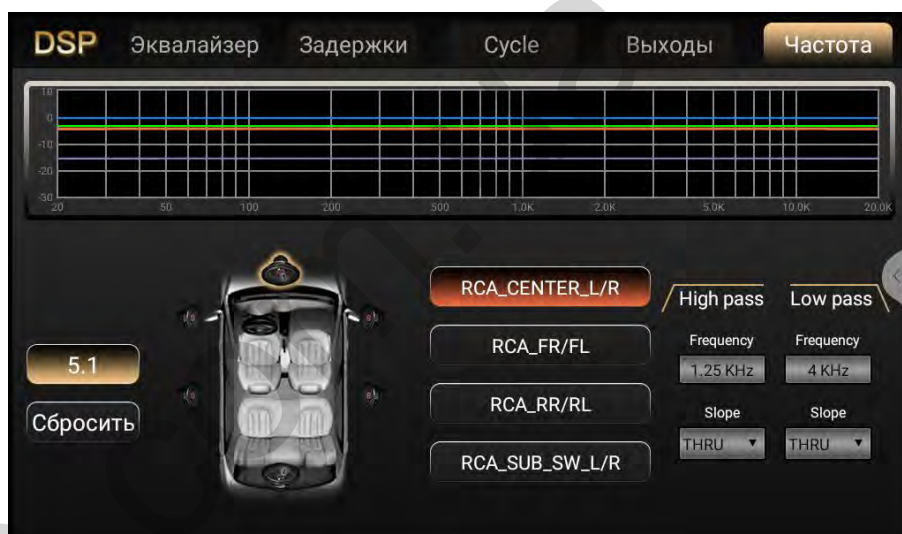 DSP Эквалайзер Задержки Cycle Выходы Частота
10
0
-10
-20
-30
20 50 100 200 500 1.0K 2.0K 5.0K 10.0K 20.0K
RCA_CENTER_L/R
High pass Low pass
RCA_FR/FL
Frequency Frequency
5.1
1.25 KHz 4 KHz
RCA_RR/RL
Сбросить
Slope Slope
THRU THRU
RCA_SUB_SW_L/R